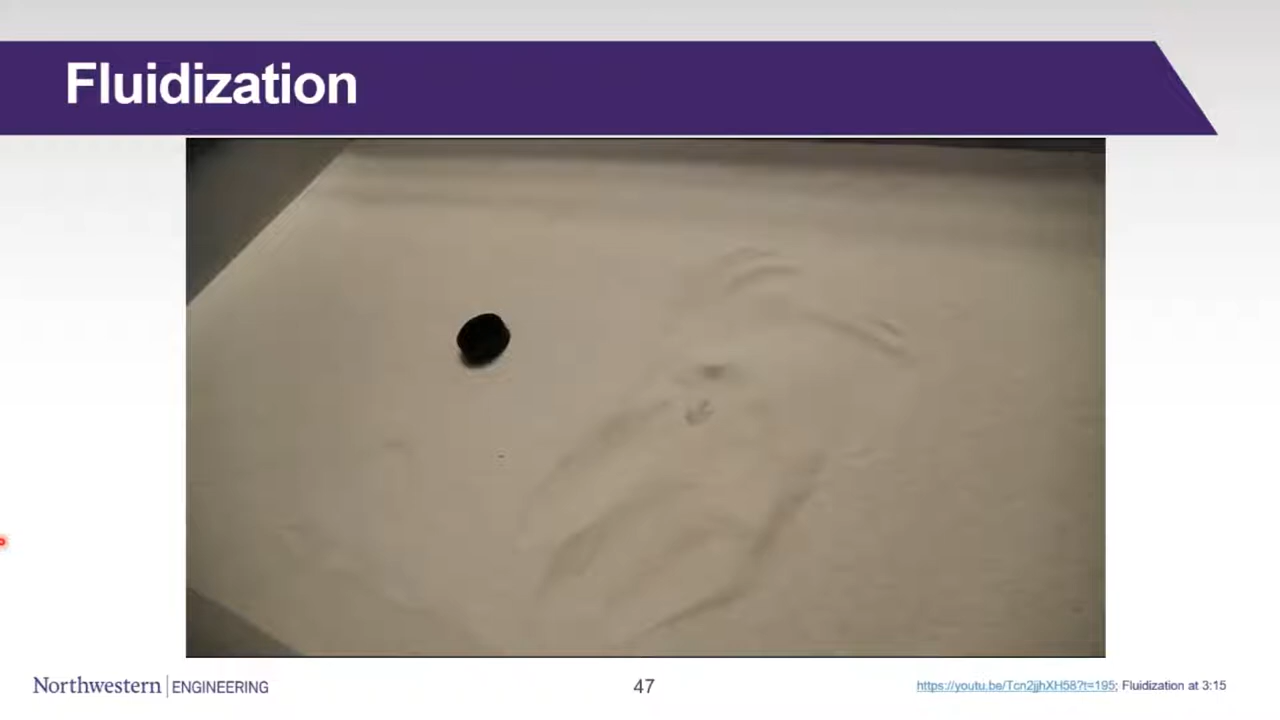 Fluidization
Northwestern | ENGINEERING
47
https://youtu.be/Tcn2jjhXH58?t=195; Fluidization at 3:15